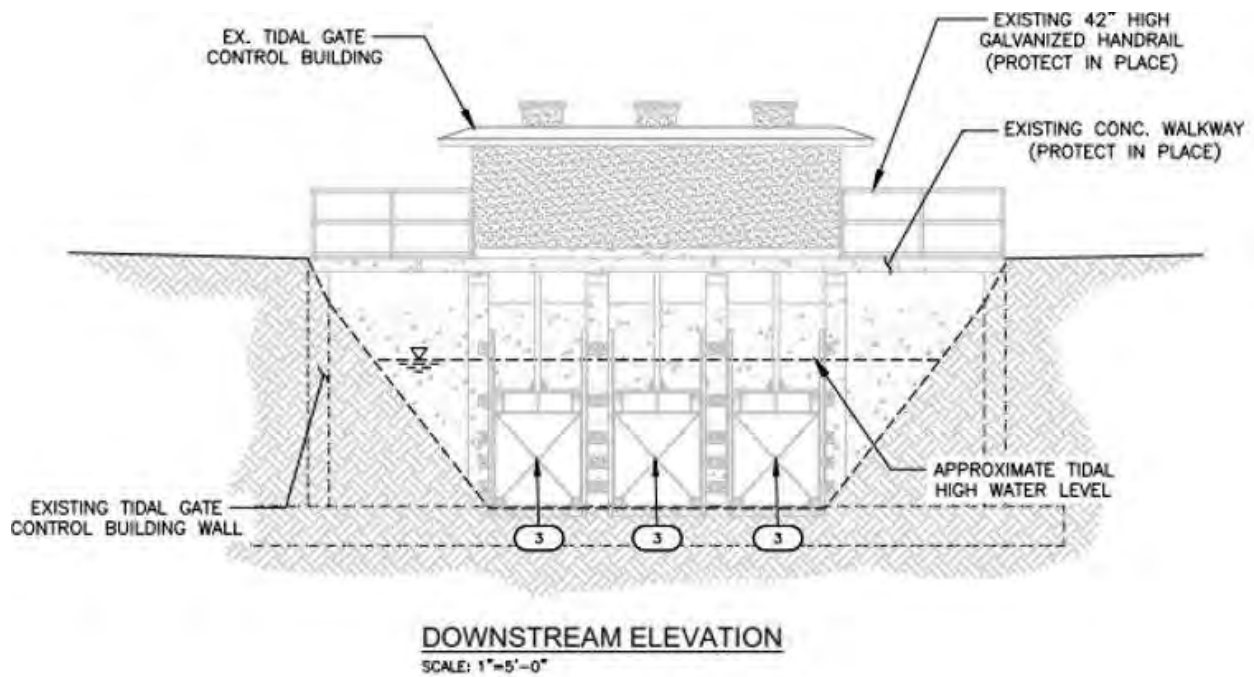 EX. TIDAL GATE
CONTROL BUILDING
EXISTING 42" HIGH
GALVANIZED HANDRAIL
(PROTECT IN PLACE)
EXISTING CONC. WALKWAY
(PROTECT IN PLACE)
APPROXIMATE TIDAL
HIGH WATER LEVEL
EXISTING TIDAL GATE
CONTROL BUILDING WALL
3
3
3
DOWNSTREAM ELEVATION
SCALE: 1"=5'-0"